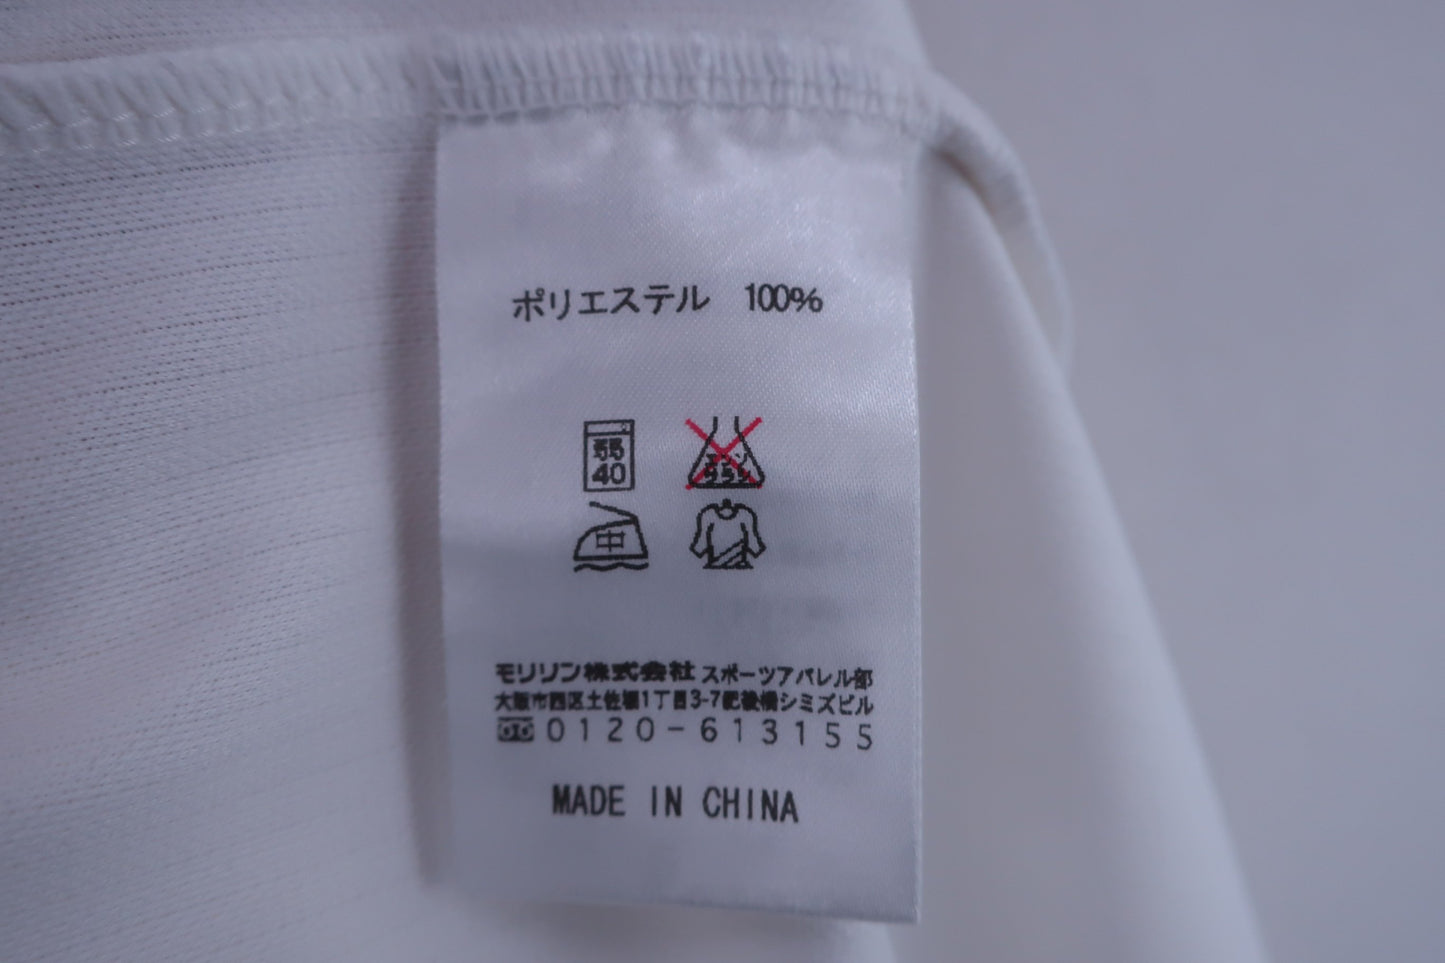 ポリエステル 100%
弱
40
エンソ
サラシ
中
モリリン株式会社 スポーツアパレル部
大阪市西区土佐堀1丁目3-7肥後橋シミズビル
0120-613155
MADE IN CHINA